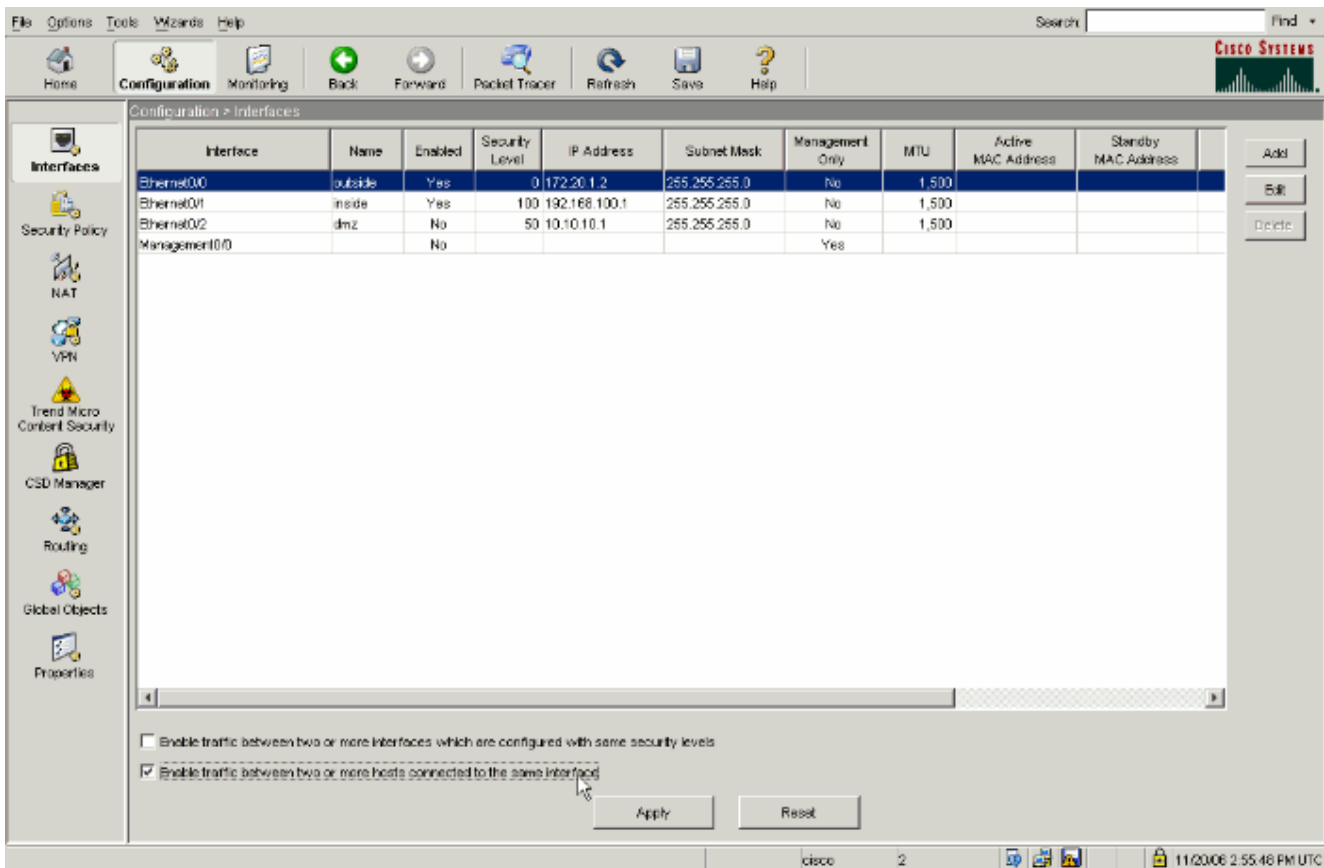 File Options Tools Wizards Help Search: Find
Home Configuration Monitoring Back Forward Packet Tracer Refresh Save Help
CISCO SYSTEMS
Configuration > Interfaces
Interfaces
Security Policy
NAT
VPN
Trend Micro Content Security
CSD Manager
Routing
Global Objects
Properties
Interface Name Enabled Security Level IP Address Subnet Mask Management Only MTU Active MAC Address Standby MAC Address
Ethernet0/0 outside Yes 0 172.20.1.2 255.255.255.0 No 1,500
Ethernet0/1 inside Yes 100 192.168.100.1 255.255.255.0 No 1,500
Ethernet0/2 dmz No 50 10.10.10.1 255.255.255.0 No 1,500
Management0/0 No Yes
Add
Edit
Delete
Enable traffic between two or more interfaces which are configured with same security levels
Enable traffic between two or more hosts connected to the same interface
Apply Reset
cisco 2 11/20/06 2:55:46 PM UTC